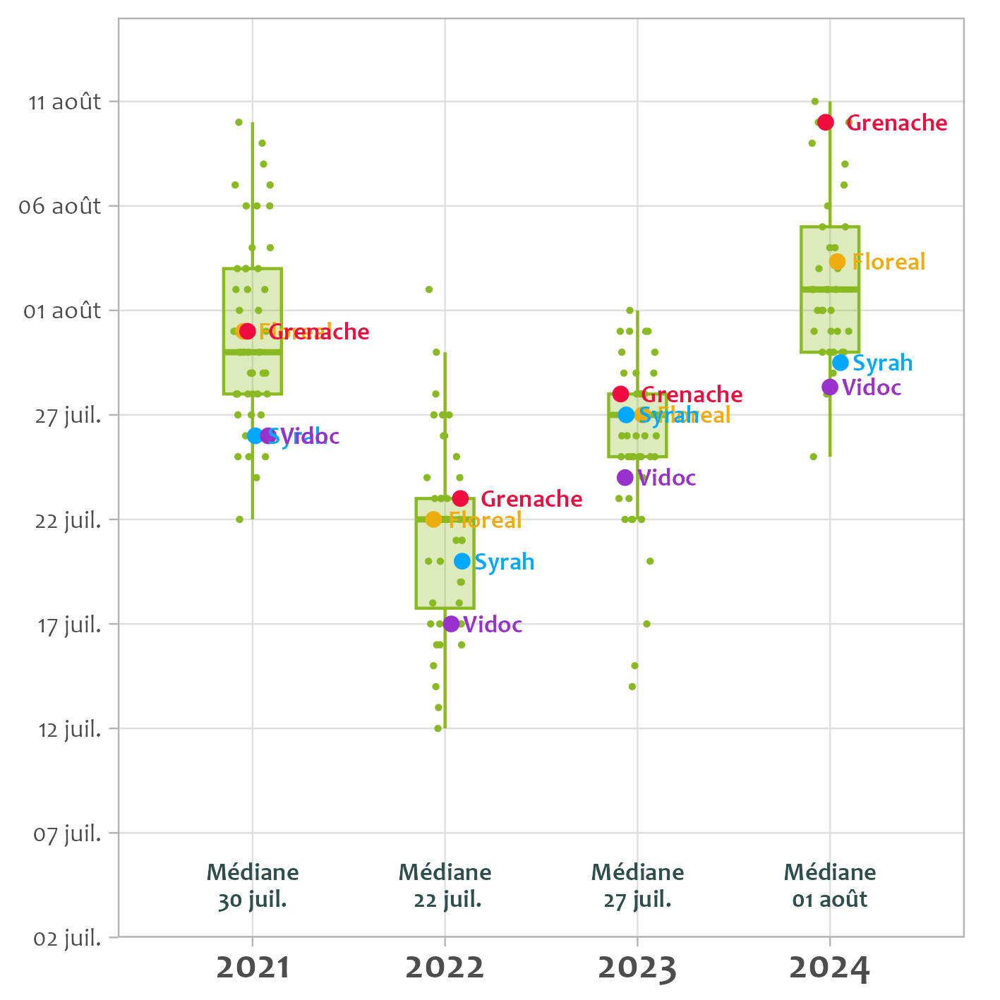 11 août
Grenache
06 août
Floreal
01 août
Floreal
Grenache
Syrah
Vidoc
Grenache
27 juil.
Syrah
Floreal
Syrah
Vidoc
Vidoc
Grenache
22 juil.
Floreal
Syrah
17 juil.
Vidoc
12 juil.
07 juil.
Médiane
30 juil.
Médiane
22 juil.
Médiane
27 juil.
Médiane
01 août
02 juil.
2021
2022
2023
2024